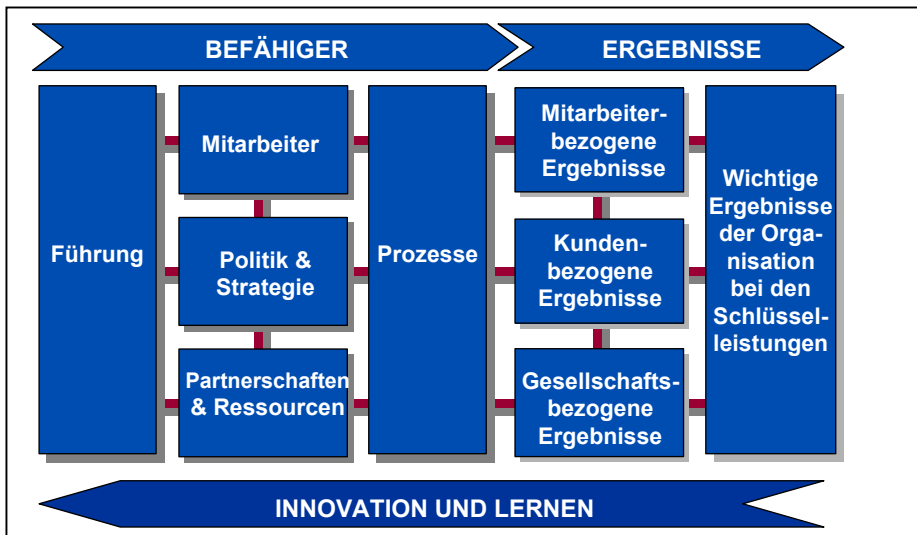 BEFÄHIGER
ERGEBNISSE
Führung
Mitarbeiter
Politik &
Strategie
Partnerschaften
& Ressourcen
Prozesse
Mitarbeiter-
bezogene
Ergebnisse
Kunden-
bezogene
Ergebnisse
Gesellschafts-
bezogene
Ergebnisse
Wichtige
Ergebnisse
der Orga-
nisation
bei den
Schlüssel-
leistungen
INNOVATION UND LERNEN